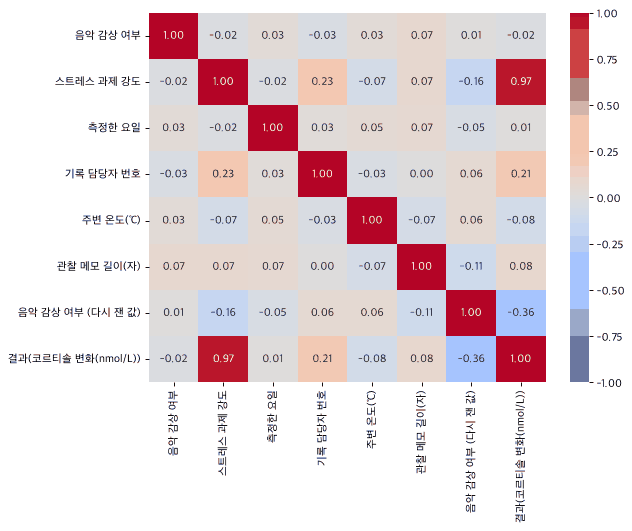 음악 감상 여부 1.00 -0.02 0.03 -0.03 0.03 0.07 0.01 -0.02
스트레스 과제 강도 -0.02 1.00 -0.02 0.23 -0.07 0.07 -0.16 0.97
측정한 요일 0.03 -0.02 1.00 0.03 0.05 0.07 -0.05 0.01
기록 담당자 번호 -0.03 0.23 0.03 1.00 -0.03 0.00 0.06 0.21
주변 온도(℃) 0.03 -0.07 0.05 -0.03 1.00 -0.07 0.06 -0.08
관찰 메모 길이(자) 0.07 0.07 0.07 0.00 -0.07 1.00 -0.11 0.08
음악 감상 여부 (다시 잰 값) 0.01 -0.16 -0.05 0.06 0.06 -0.11 1.00 -0.36
결과(코르티솔 변화(nmol/L)) -0.02 0.97 0.01 0.21 -0.08 0.08 -0.36 1.00
음악 감상 여부
스트레스 과제 강도
측정한 요일
기록 담당자 번호
주변 온도(℃)
관찰 메모 길이(자)
음악 감상 여부 (다시 잰 값)
결과(코르티솔 변화(nmol/L))
1.00
0.75
0.50
0.25
0.00
-0.25
-0.50
-0.75
-1.00